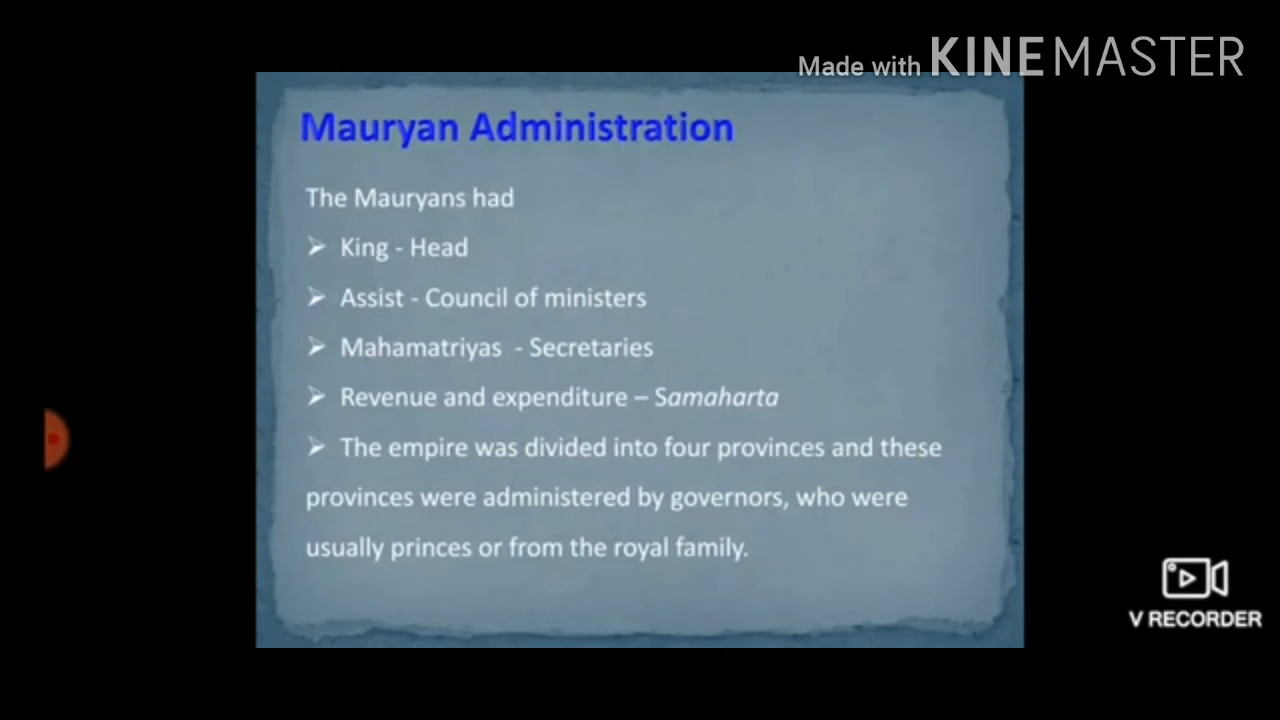 Made with KINEMASTER
Mauryan Administration
The Mauryans had
➢ King - Head
➢ Assist - Council of ministers
➢ Mahamatriyas - Secretaries
➢ Revenue and expenditure – Samaharta
➢ The empire was divided into four provinces and these
provinces were administered by governors, who were
usually princes or from the royal family.
V RECORDER